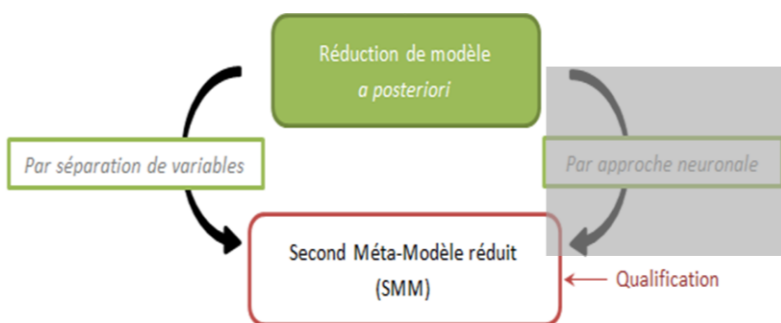 Réduction de modèle
a posteriori
Par séparation de variables
Par approche neuronale
Second Méta-Modèle réduit
(SMM)
Qualification